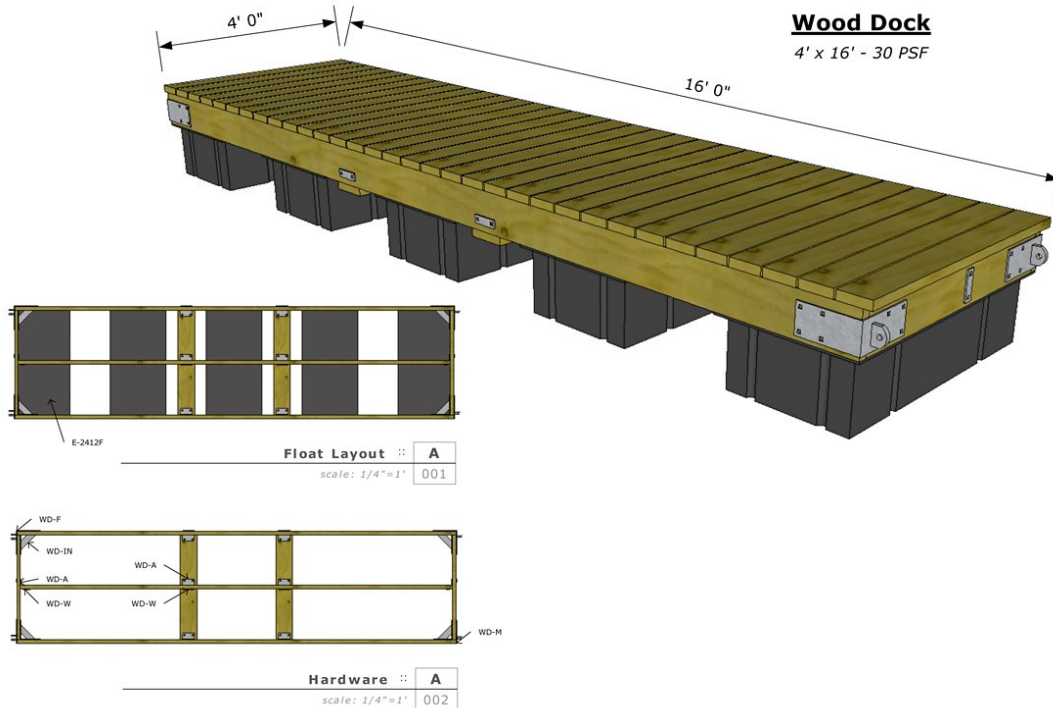 Wood Dock
4' x 16' - 30 PSF
4' 0"
16' 0"
E-2412F
Float Layout :: A
scale: 1/4"=1' 001
WD-F
WD-IN
WD-A
WD-A
WD-W
WD-W
WD-M
Hardware :: A
scale: 1/4"=1' 002